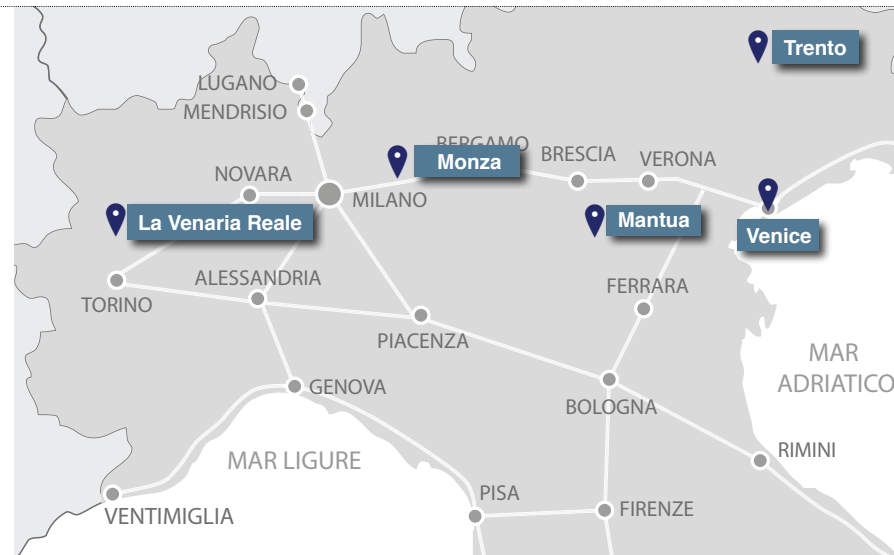 Trento
LUGANO
MENDRISIO
BERGAMO
Monza
BRESCIA
VERONA
NOVARA
MILANO
La Venaria Reale
Mantua
Venice
ALESSANDRIA
TORINO
FERRARA
PIACENZA
MAR
ADRIATICO
GENOVA
BOLOGNA
MAR LIGURE
RIMINI
PISA
FIRENZE
VENTIMIGLIA